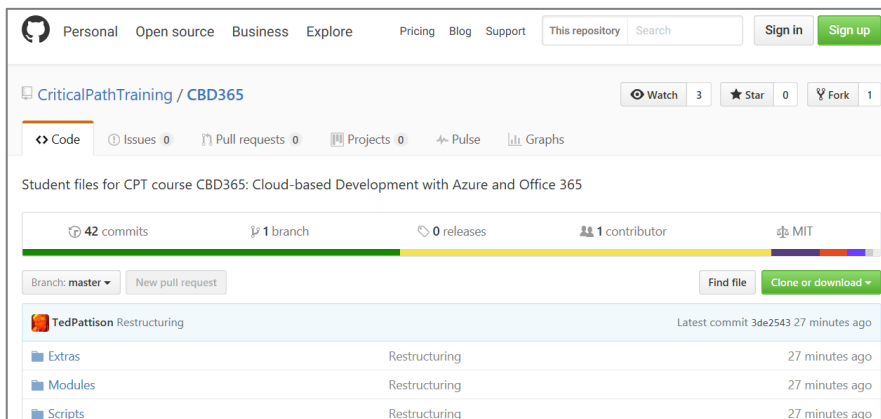 Personal Open source Business Explore Pricing Blog Support This repository Search Sign in Sign up
CriticalPathTraining / CBD365 Watch 3 Star 0 Fork 1
<> Code Issues 0 Pull requests 0 Projects 0 Pulse Graphs
Student files for CPT course CBD365: Cloud-based Development with Azure and Office 365
42 commits 1 branch 0 releases 1 contributor MIT
Branch: master New pull request Find file Clone or download
TedPattison Restructuring Latest commit 3de2543 27 minutes ago
Extras Restructuring 27 minutes ago
Modules Restructuring 27 minutes ago
Scripts Restructuring 27 minutes ago